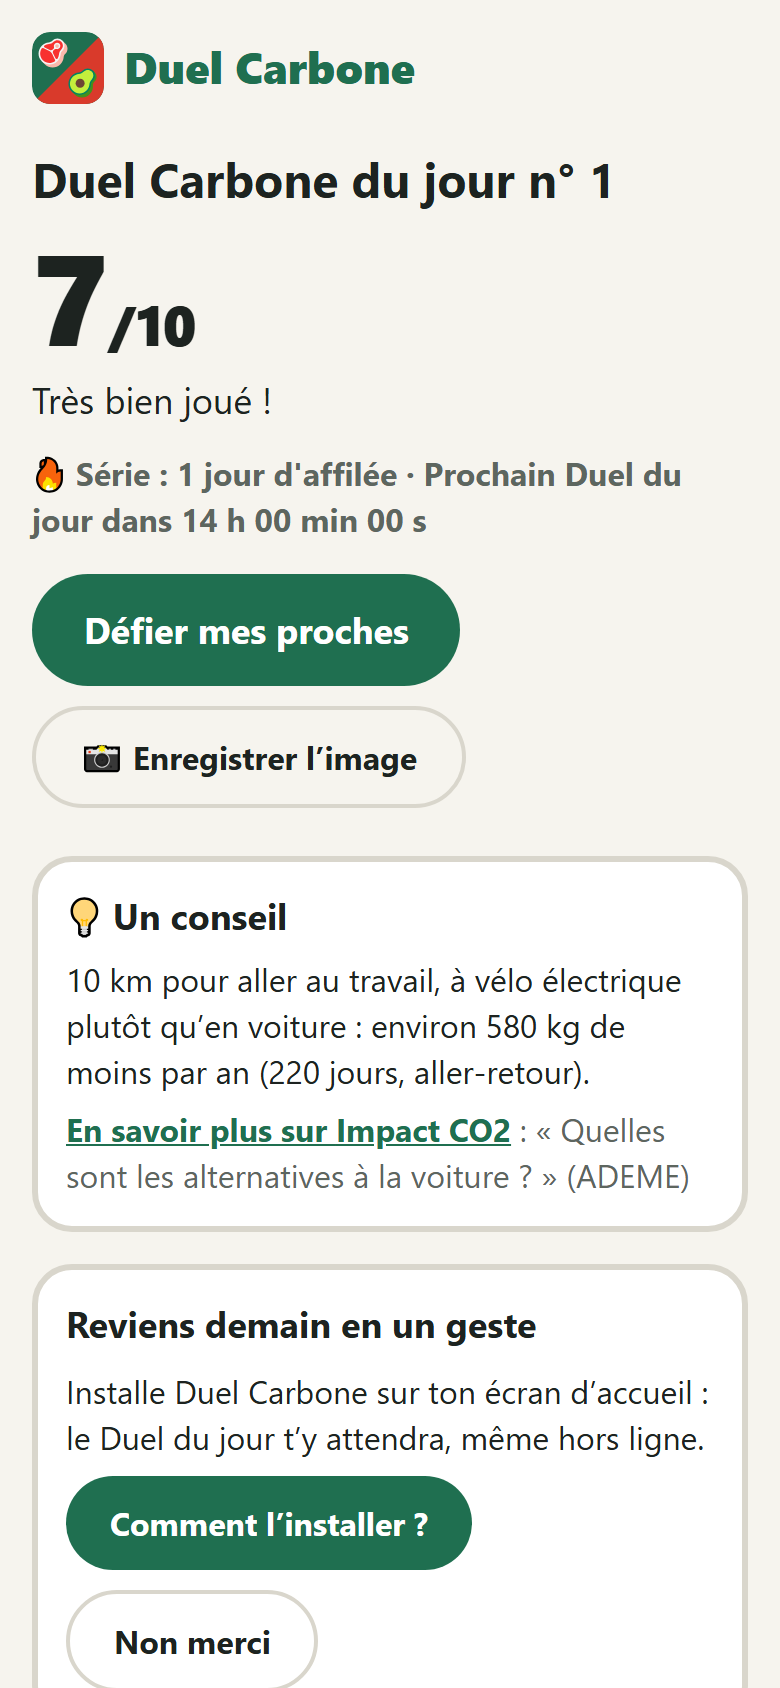 Duel Carbone
Duel Carbone du jour n° 1
7/10
Très bien joué !
🔥 Série : 1 jour d'affilée · Prochain Duel du
jour dans 14 h 00 min 00 s
Défier mes proches
📷 Enregistrer l’image
💡 Un conseil
10 km pour aller au travail, à vélo électrique
plutôt qu’en voiture : environ 580 kg de
moins par an (220 jours, aller-retour).
En savoir plus sur Impact CO2 : « Quelles
sont les alternatives à la voiture ? » (ADEME)
Reviens demain en un geste
Installe Duel Carbone sur ton écran d’accueil :
le Duel du jour t’y attendra, même hors ligne.
Comment l’installer ?
Non merci